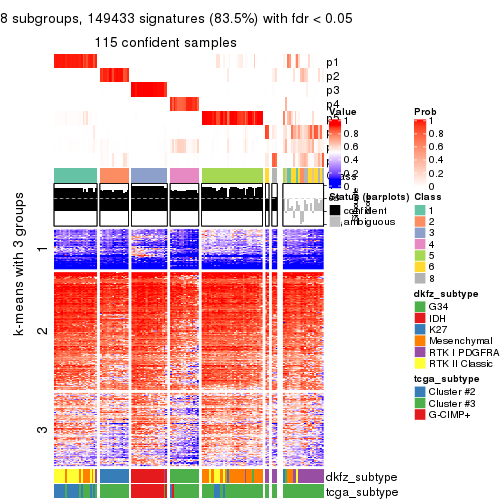 8 subgroups, 149433 signatures (83.5%) with fdr < 0.05
115 confident samples
p1
p2
p3
p4
k-means with 3 groups
1
2
3
dkfz_subtype
tcga_subtype
Value
1
0.8
0.6
0.4
0.2
0
Status (barplots)
confident
ambiguous
Prob
1
0.8
0.6
0.4
0.2
0
Class
1
2
3
4
5
6
8
dkfz_subtype
G34
IDH
K27
Mesenchymal
RTK I PDGFRA
RTK II Classic
tcga_subtype
Cluster #2
Cluster #3
G-CIMP+